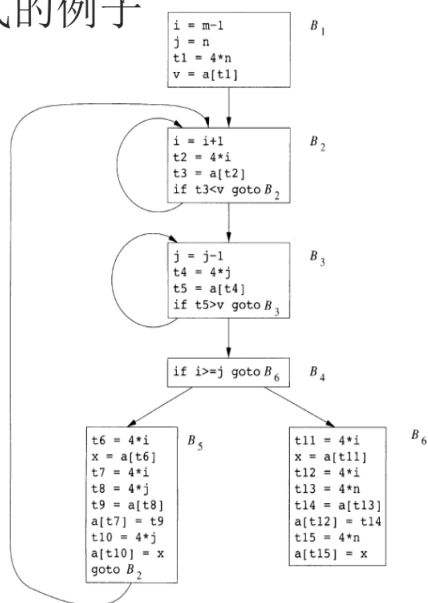 的例子
i = m-1
j = n
t1 = 4*n
v = a[t1]
B1
i = i+1
t2 = 4*i
t3 = a[t2]
if t3<v goto B2
B2
j = j-1
t4 = 4*j
t5 = a[t4]
if t5>v goto B3
B3
if i>=j goto B6
B4
t6 = 4*i
x = a[t6]
t7 = 4*i
t8 = 4*j
t9 = a[t8]
a[t7] = t9
t10 = 4*j
a[t10] = x
goto B2
B5
t11 = 4*i
x = a[t11]
t12 = 4*i
t13 = 4*n
t14 = a[t13]
a[t12] = t14
t15 = 4*n
a[t15] = x
B6